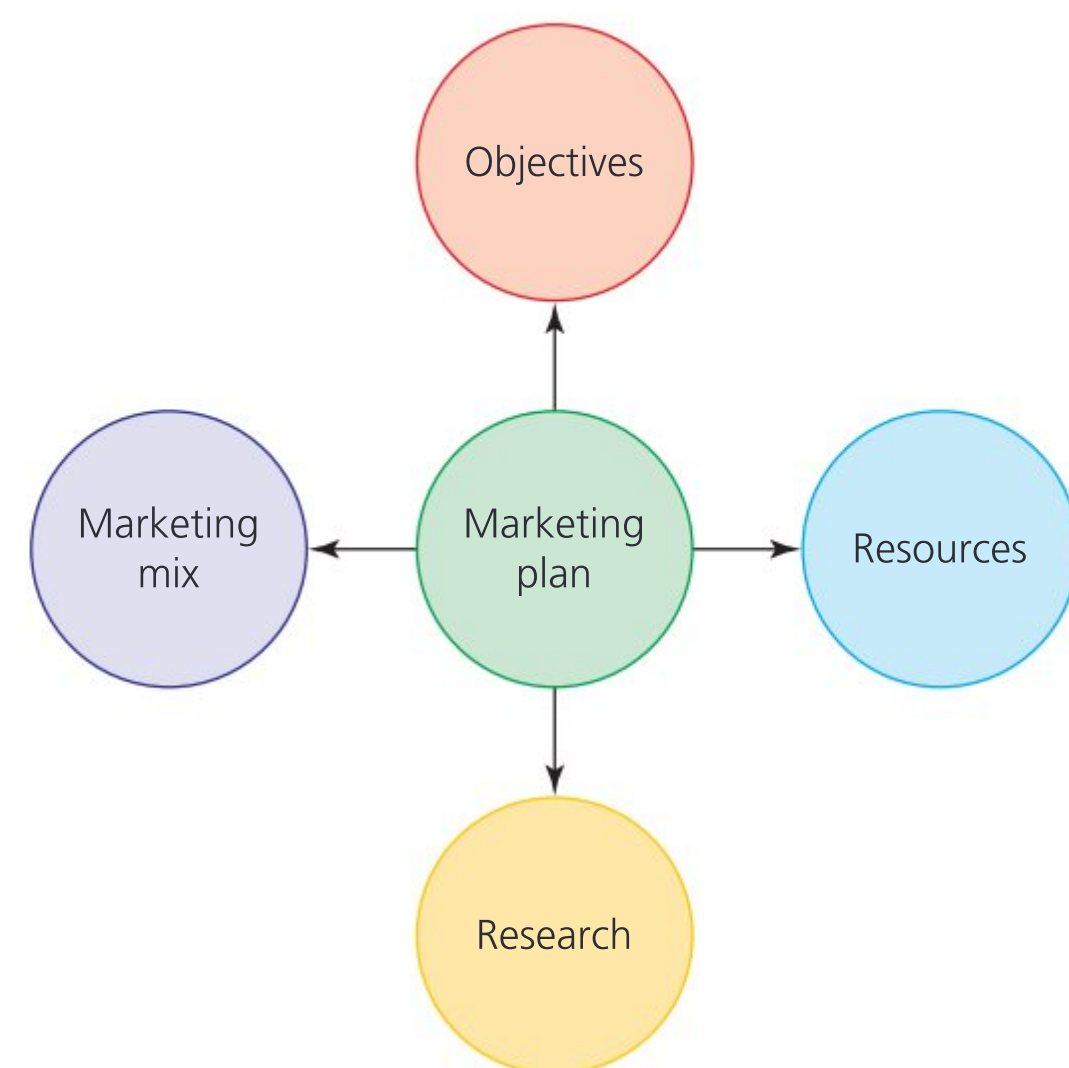 Objectives
Marketing
mix
Marketing
plan
Resources
Research